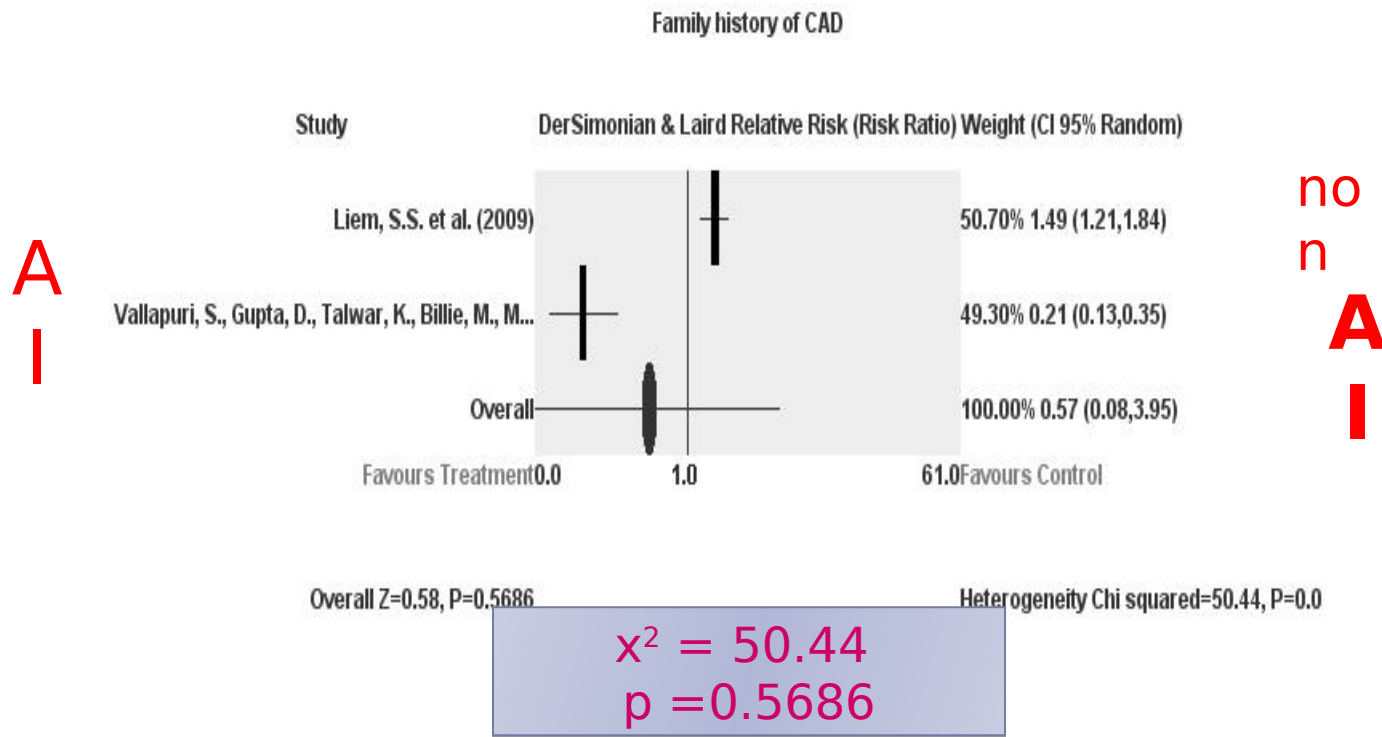 Family history of CAD
Study DerSimonian & Laird Relative Risk (Risk Ratio) Weight (CI 95% Random)
no
n
A
I
A
I
Liem, S.S. et al. (2009) 50.70% 1.49 (1.21,1.84)
Vallapuri, S., Gupta, D., Talwar, K., Billie, M., M... 49.30% 0.21 (0.13,0.35)
Overall 100.00% 0.57 (0.08,3.95)
Favours Treatment 0.0 1.0 61.0 Favours Control
Overall Z=0.58, P=0.5686 Heterogeneity Chi squared=50.44, P=0.0
x² = 50.44
p =0.5686